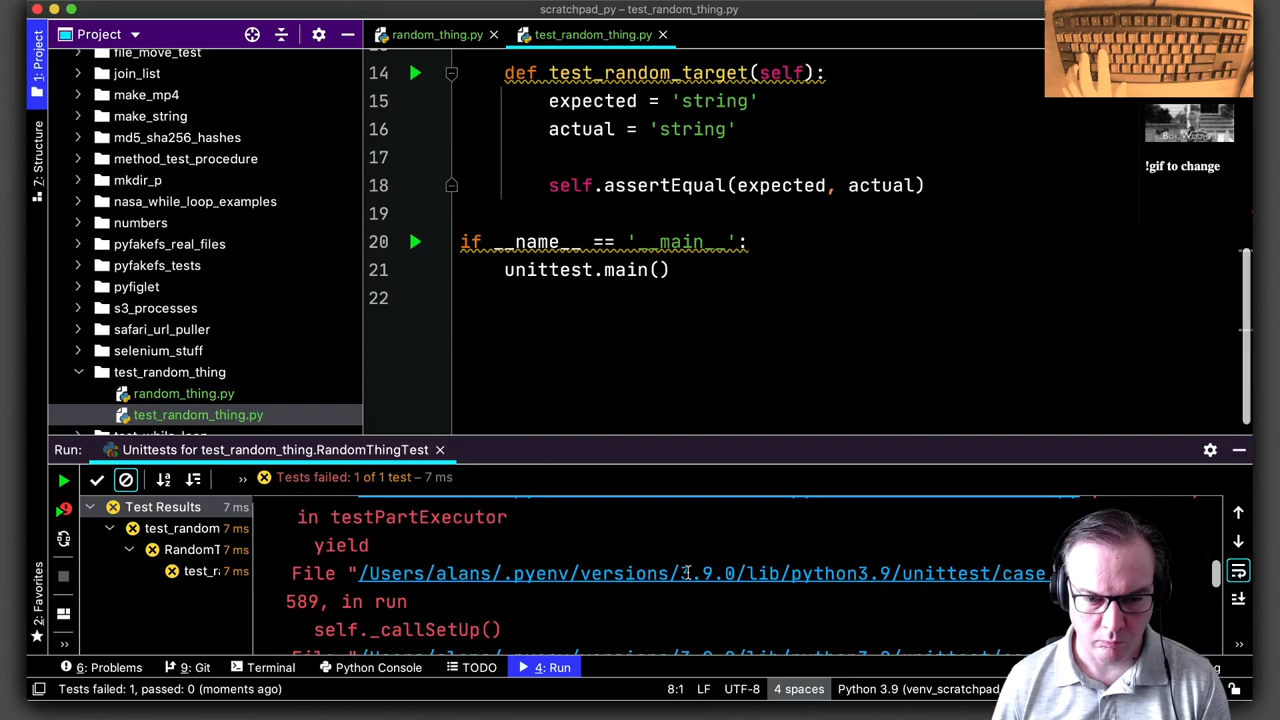 scratchpad_py – test_random_thing.py
Project
random_thing.py
test_random_thing.py
1: Project
7: Structure
2: Favorites
file_move_test
join_list
make_mp4
make_string
md5_sha256_hashes
method_test_procedure
mkdir_p
nasa_while_loop_examples
numbers
pyfakefs_real_files
pyfakefs_tests
pyfiglet
s3_processes
safari_url_puller
selenium_stuff
test_random_thing
random_thing.py
test_random_thing.py
14 def test_random_target(self):
15 expected = 'string'
16 actual = 'string'
17
18 self.assertEqual(expected, actual)
19
20 if __name__ == '__main__':
21 unittest.main()
22
!gif to change
Run: Unittests for test_random_thing.RandomThingTest
» Tests failed: 1 of 1 test – 7 ms
Test Results 7 ms
test_random 7 ms
RandomT 7 ms
test_r 7 ms
in testPartExecutor
yield
File "/Users/alans/.pyenv/versions/3.9.0/lib/python3.9/unittest/case.
589, in run
self._callSetUp()
6: Problems 9: Git Terminal Python Console TODO 4: Run
Tests failed: 1, passed: 0 (moments ago) 8:1 LF UTF-8 4 spaces Python 3.9 (venv_scratchpad